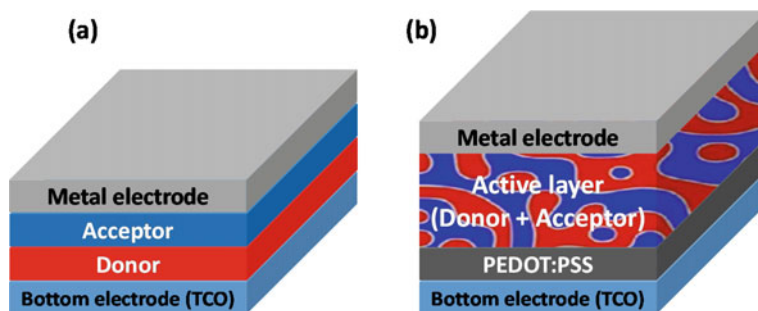 (a)
Metal electrode
Acceptor
Donor
Bottom electrode (TCO)
(b)
Metal electrode
Active layer
(Donor + Acceptor)
PEDOT:PSS
Bottom electrode (TCO)